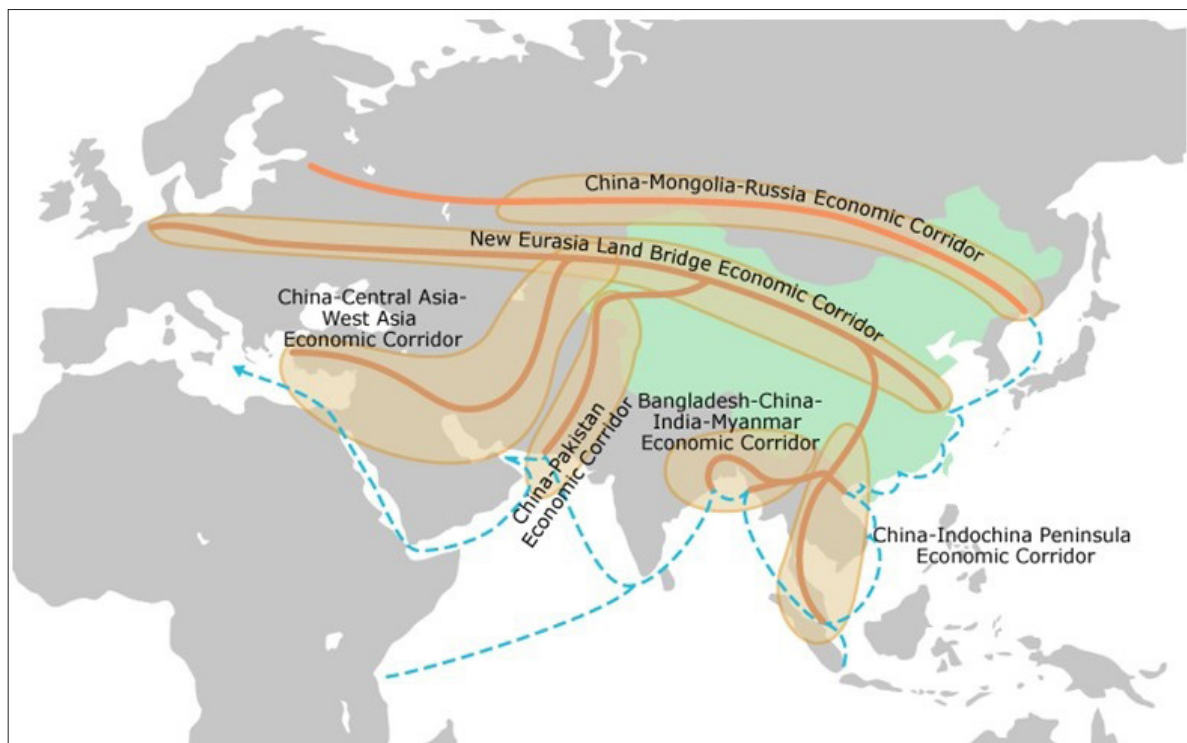 China-Mongolia-Russia Economic Corridor
New Eurasia Land Bridge Economic Corridor
China-Central Asia-
West Asia
Economic Corridor
China-Pakistan
Economic Corridor
Bangladesh-China-
India-Myanmar
Economic Corridor
China-Indochina Peninsula
Economic Corridor